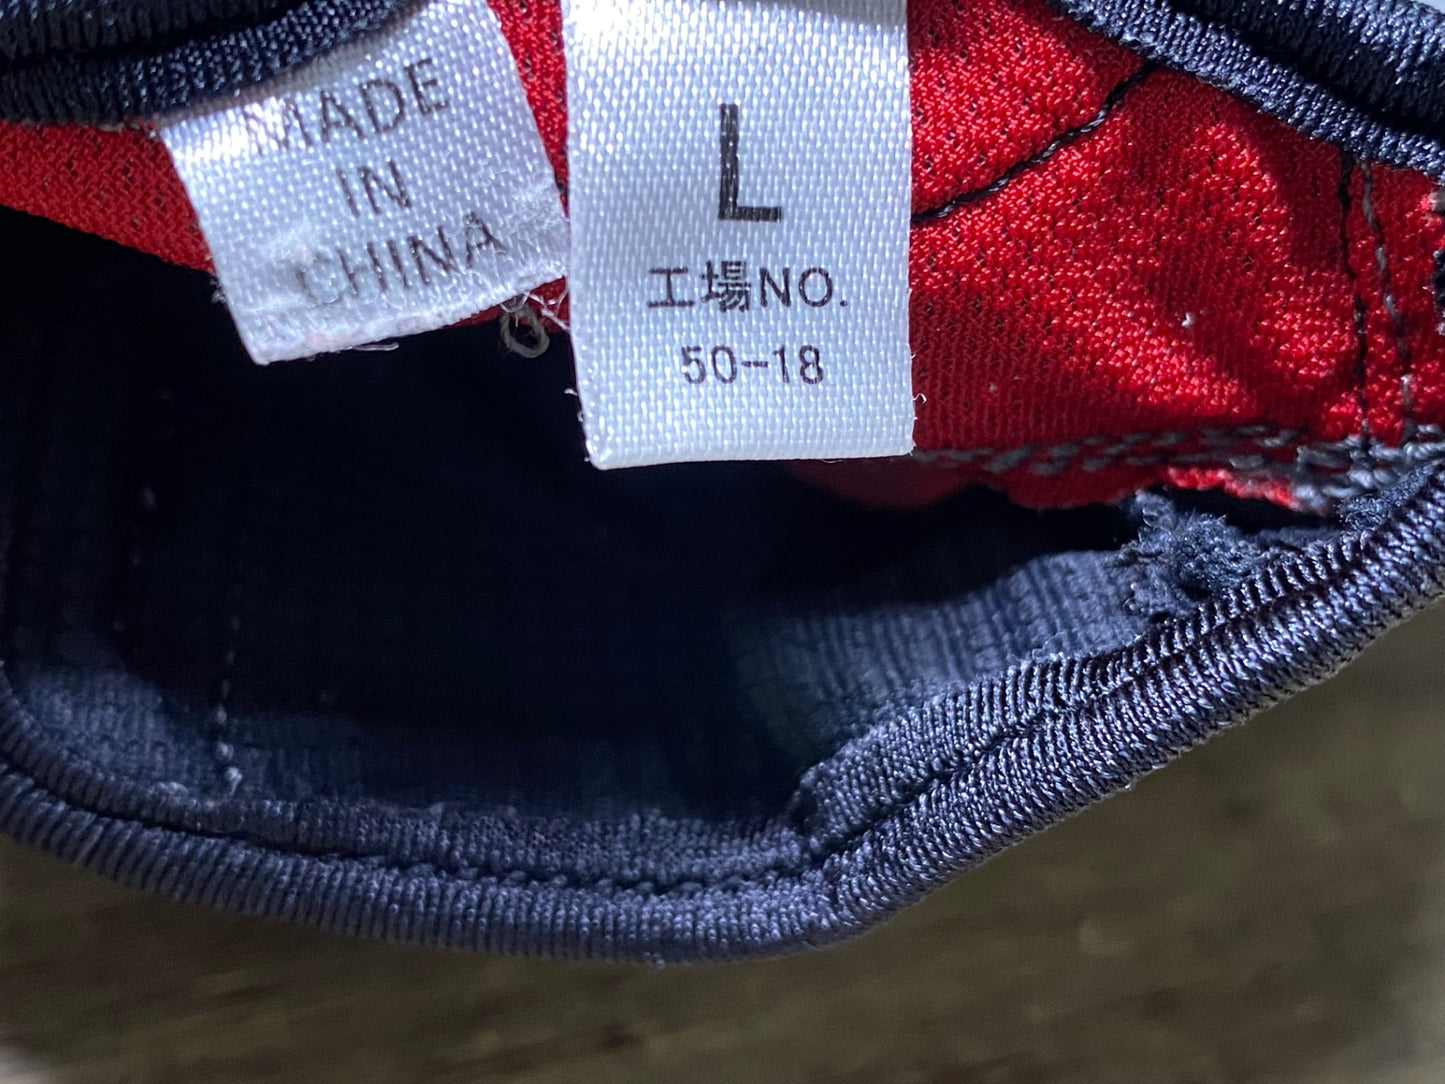 MADE
IN
CHINA
L
工場NO.
50-18